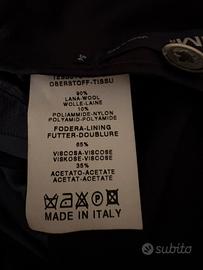 OBERSTOFF-TISSU
90%
LANA-WOOL
WOLLE-LAINE
10%
POLIAMMIDE-NYLON
POLYAMID-POLYAMIDE
FODERA-LINING
FUTTER-DOUBLURE
65%
VISCOSA-VISCOSE
VISKOSE-VISCOSE
35%
ACETATO-ACETATE
ACETAT-ACETATE
MADE IN ITALY
subito